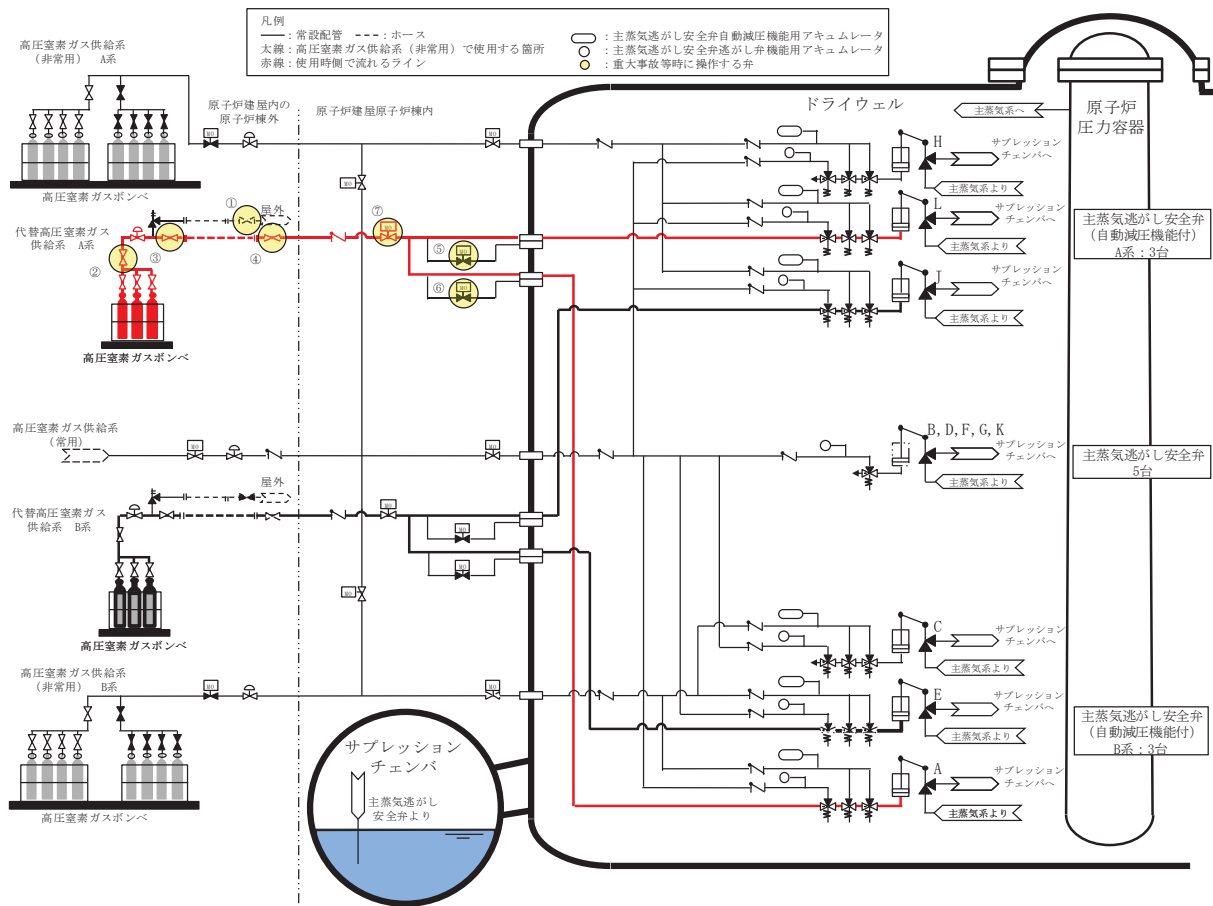 凡例
―― : 常設配管 ---- : ホース
太線 : 高圧窒素ガス供給系（非常用）で使用する箇所
赤線 : 使用時側で流れるライン
: 主蒸気逃がし安全弁自動減圧機能用アキュムレータ
: 主蒸気逃がし安全弁逃がし弁機能用アキュムレータ
: 重大事故等時に操作する弁
高圧窒素ガス供給系
（非常用） A系
原子炉建屋内の
原子炉棟外
原子炉建屋原子炉棟内
ドライウェル
主蒸気系へ
原子炉
圧力容器
MO
MO
MO
高圧窒素ガスボンベ
H
サプレッション
チェンバへ
主蒸気系より
①
屋外
⑦
MO
代替高圧窒素ガス
供給系 A系
②
③
④
⑤
MO
⑥
MO
高圧窒素ガスボンベ
L
サプレッション
チェンバへ
主蒸気系より
主蒸気逃がし安全弁
（自動減圧機能付）
A系：3台
J
サプレッション
チェンバへ
主蒸気系より
高圧窒素ガス供給系
（常用）
MO
MO
B, D, F, G, K
サプレッション
チェンバへ
主蒸気系より
主蒸気逃がし安全弁
5台
屋外
代替高圧窒素ガス
供給系 B系
MO
MO
MO
MO
高圧窒素ガスボンベ
C
サプレッション
チェンバへ
主蒸気系より
高圧窒素ガス供給系
（非常用） B系
MO
MO
高圧窒素ガスボンベ
E
サプレッション
チェンバへ
主蒸気系より
主蒸気逃がし安全弁
（自動減圧機能付）
B系：3台
A
サプレッション
チェンバへ
主蒸気系より
サプレッション
チェンバ
主蒸気逃がし
安全弁より